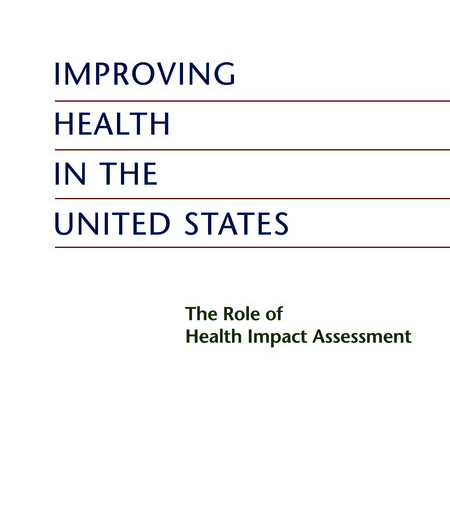 IMPROVING
HEALTH
IN THE
UNITED STATES
The Role of
Health Impact Assessment